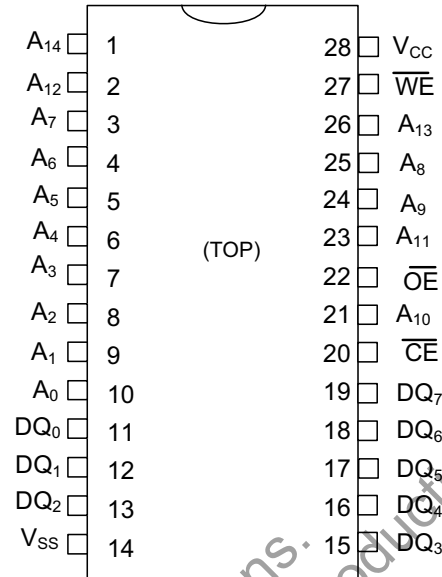 A14 1 28 VCC
A12 2 27 WE
A7 3 26 A13
A6 4 25 A8
A5 5 24 A9
A4 6 23 A11
(TOP)
A3 7 22 OE
A2 8 21 A10
A1 9 20 CE
A0 10 19 DQ7
DQ0 11 18 DQ6
DQ1 12 17 DQ5
DQ2 13 16 DQ4
VSS 14 15 DQ3